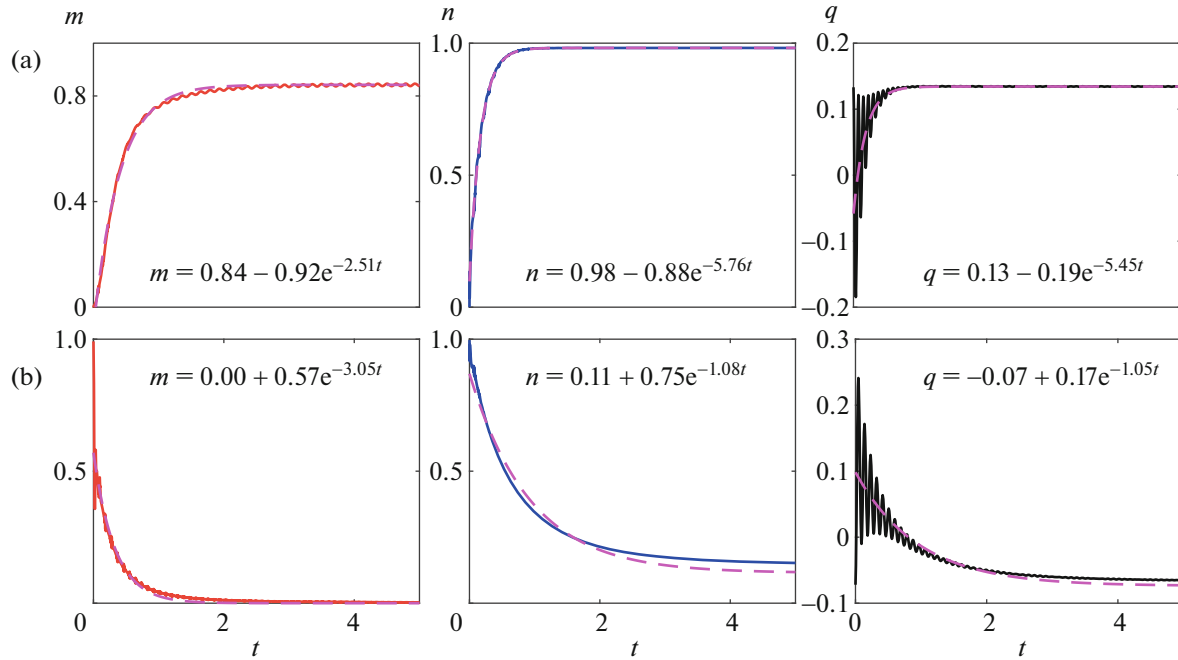 m n q
(a)
0.8
0.4
0
m = 0.84 – 0.92e^–2.51t
1.0
0.5
0
n = 0.98 – 0.88e^–5.76t
0.2
0.1
0
–0.1
–0.2
q = 0.13 – 0.19e^–5.45t
(b)
1.0
0.5
m = 0.00 + 0.57e^–3.05t
0 2 4
t
1.0
0.5
n = 0.11 + 0.75e^–1.08t
0 2 4
t
0.3
0.2
0.1
0
–0.1
q = –0.07 + 0.17e^–1.05t
0 2 4
t